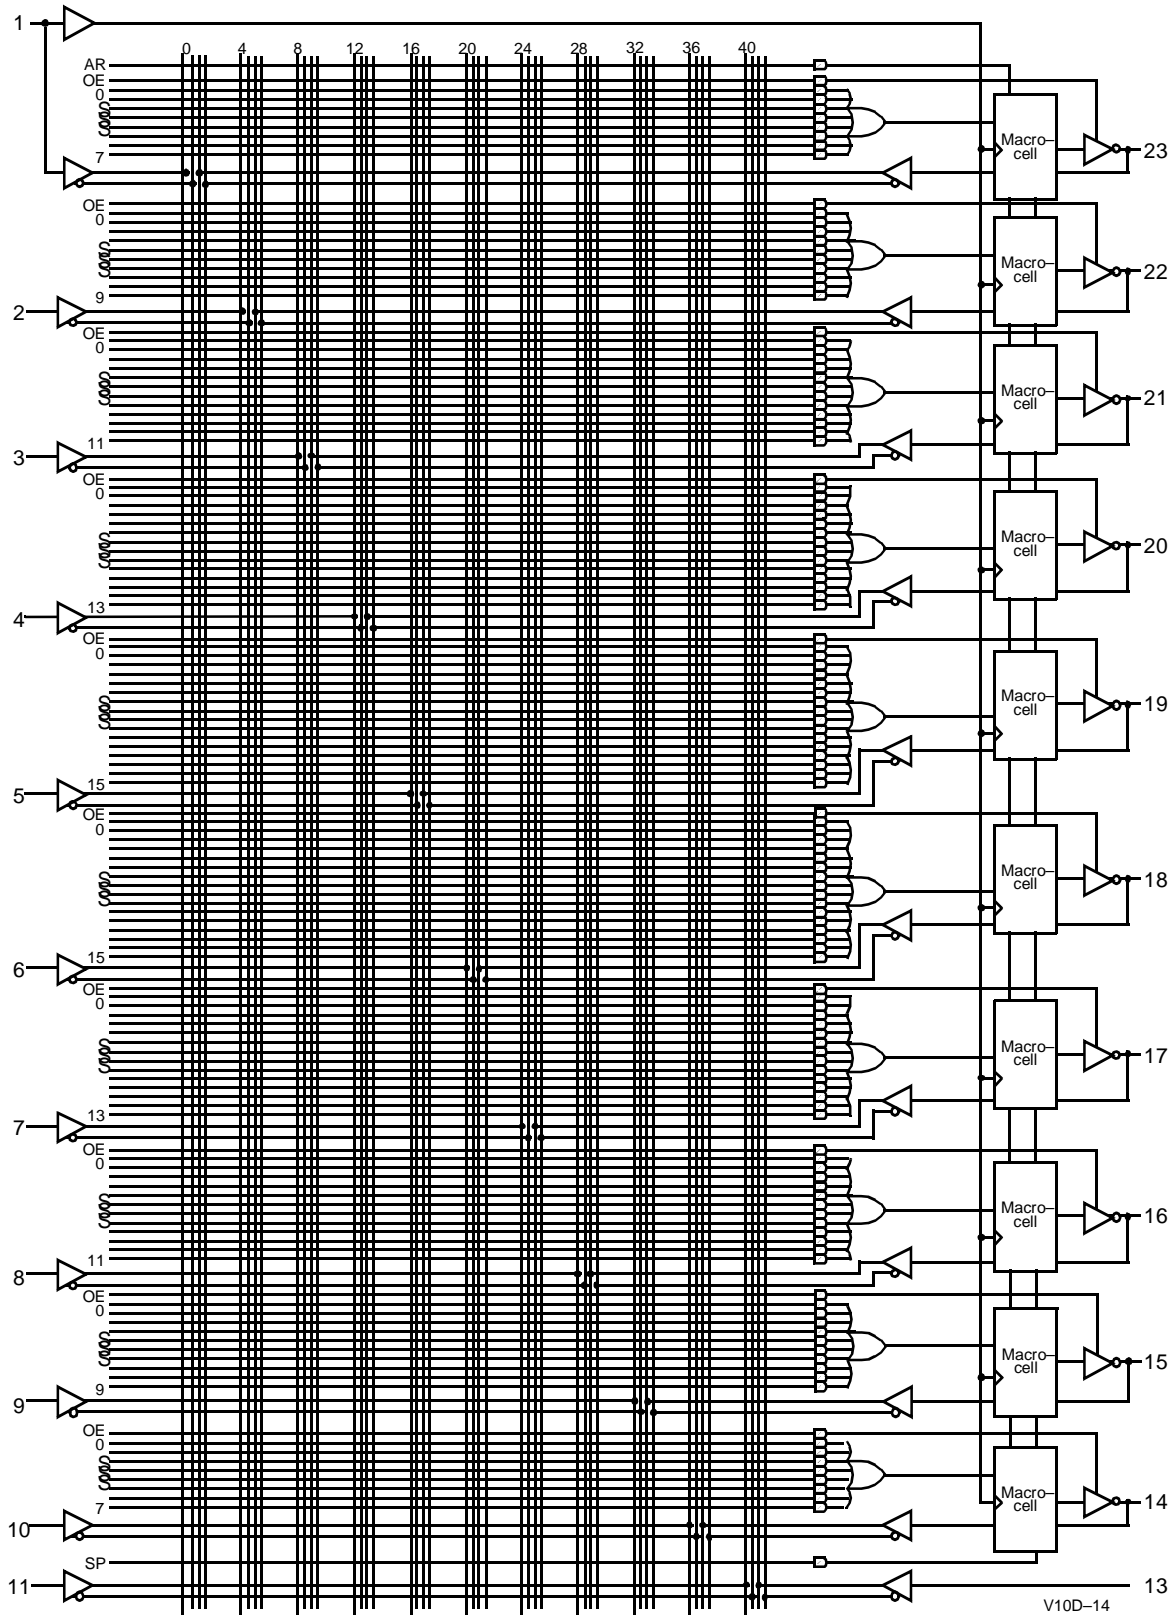 1
0 4 8 12 16 20 24 28 32 36 40
AR
OE
0
S
S
S
Macro–
cell
23
7
OE
0
S
S
S
Macro–
cell
22
2
9
OE
0
S
S
S
Macro–
cell
21
3
11
OE
0
S
S
S
Macro–
cell
20
4
13
OE
0
S
S
S
Macro–
cell
19
5
15
OE
0
S
S
S
Macro–
cell
18
6
15
OE
0
S
S
S
Macro–
cell
17
7
13
OE
0
S
S
S
Macro–
cell
16
8
11
OE
0
S
S
S
Macro–
cell
15
9
9
OE
0
S
S
S
Macro–
cell
14
7
10
SP
11
13
V10D–14